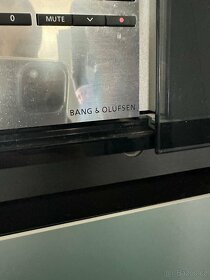 0 MUTE
BANG & OLUFSEN